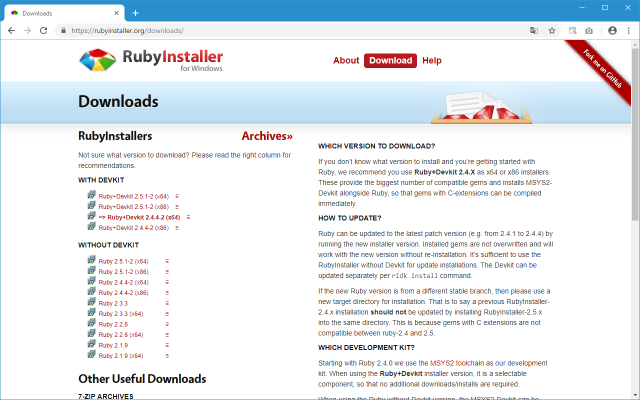 Downloads
https://rubyinstaller.org/downloads/
Fork me on GitHub
RubyInstaller
for Windows
About Download Help
Downloads
RubyInstallers Archives»
Not sure what version to download? Please read the right column for
recommendations.
WITH DEVKIT
Ruby+Devkit 2.5.1-2 (x64)
Ruby+Devkit 2.5.1-2 (x86)
=> Ruby+Devkit 2.4.4-2 (x64)
Ruby+Devkit 2.4.4-2 (x86)
WITHOUT DEVKIT
Ruby 2.5.1-2 (x64)
Ruby 2.5.1-2 (x86)
Ruby 2.4.4-2 (x64)
Ruby 2.4.4-2 (x86)
Ruby 2.3.3
Ruby 2.3.3 (x64)
Ruby 2.2.6
Ruby 2.2.6 (x64)
Ruby 2.1.9
Ruby 2.1.9 (x64)
Other Useful Downloads
7-ZIP ARCHIVES
WHICH VERSION TO DOWNLOAD?
If you don't know what version to install and you're getting started with
Ruby, we recommend you use Ruby+Devkit 2.4.X as x64 or x86 installers.
These provide the biggest number of compatible gems and installs MSYS2-
Devkit alongside Ruby, so that gems with C-extensions can be compiled
immediately.
HOW TO UPDATE?
Ruby can be updated to the latest patch version (e.g. from 2.4.1 to 2.4.4) by
running the new installer version. Installed gems are not overwritten and will
work with the new version without re-installation. It's sufficient to use the
RubyInstaller without Devkit for update installations. The Devkit can be
updated separately per ridk install command.
If the new Ruby version is from a different stable branch, then please use a
new target directory for installation. That is to say a previous RubyInstaller-
2.4.x installation should not be updated by installing RubyInstaller-2.5.x
into the same directory. This is because gems with C extensions are not
compatible between ruby-2.4 and 2.5.
WHICH DEVELOPMENT KIT?
Starting with Ruby 2.4.0 we use the MSYS2 toolchain as our development
kit. When using the Ruby+Devkit installer version, it is a selectable
component, so that no additional downloads/installs are required.
When using the Ruby without Devkit version, the MSYS2 Devkit can be